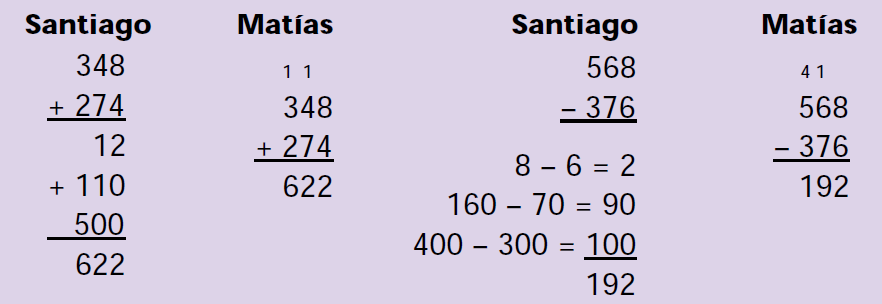 Santiago
348
+ 274
12
+ 110
500
622
Matías
1 1
348
+ 274
622
Santiago
568
– 376
8 – 6 = 2
160 – 70 = 90
400 – 300 = 100
192
Matías
4 1
568
– 376
192